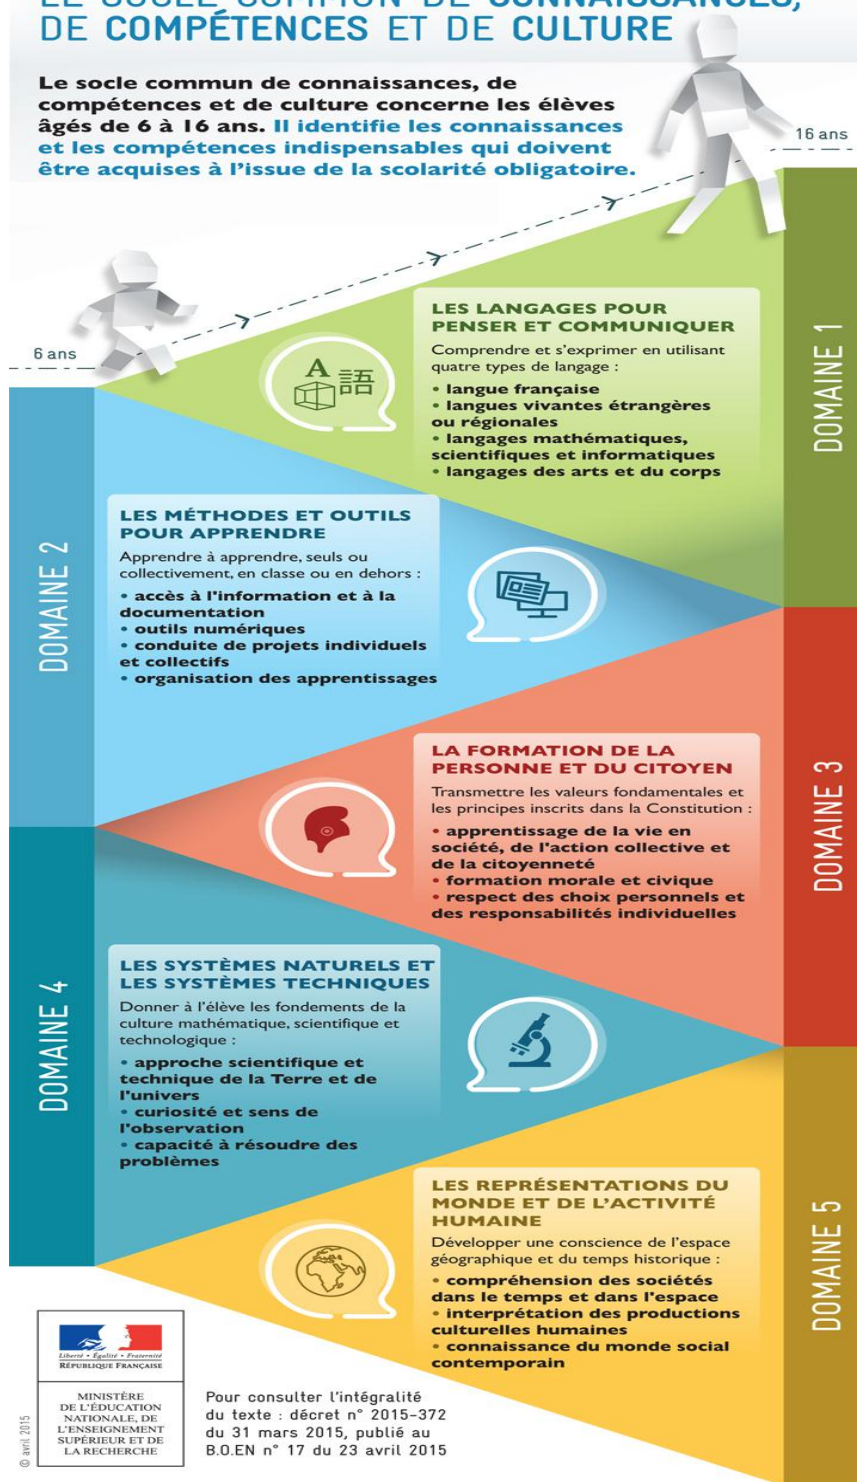 LE SOCLE COMMUN DE CONNAISSANCES,
DE COMPÉTENCES ET DE CULTURE
Le socle commun de connaissances, de
compétences et de culture concerne les élèves
âgés de 6 à 16 ans. Il identifie les connaissances
et les compétences indispensables qui doivent
être acquises à l'issue de la scolarité obligatoire.
16 ans
6 ans
DOMAINE 1
LES LANGAGES POUR
PENSER ET COMMUNIQUER
Comprendre et s'exprimer en utilisant
quatre types de langage :
• langue française
• langues vivantes étrangères
ou régionales
• langages mathématiques,
scientifiques et informatiques
• langages des arts et du corps
A 語
DOMAINE 2
LES MÉTHODES ET OUTILS
POUR APPRENDRE
Apprendre à apprendre, seuls ou
collectivement, en classe ou en dehors :
• accès à l'information et à la
documentation
• outils numériques
• conduite de projets individuels
et collectifs
• organisation des apprentissages
DOMAINE 3
LA FORMATION DE LA
PERSONNE ET DU CITOYEN
Transmettre les valeurs fondamentales et
les principes inscrits dans la Constitution :
• apprentissage de la vie en
société, de l'action collective et
de la citoyenneté
• formation morale et civique
• respect des choix personnels et
des responsabilités individuelles
DOMAINE 4
LES SYSTÈMES NATURELS ET
LES SYSTÈMES TECHNIQUES
Donner à l'élève les fondements de la
culture mathématique, scientifique et
technologique :
• approche scientifique et
technique de la Terre et de
l'univers
• curiosité et sens de
l'observation
• capacité à résoudre des
problèmes
DOMAINE 5
LES REPRÉSENTATIONS DU
MONDE ET DE L'ACTIVITÉ
HUMAINE
Développer une conscience de l'espace
géographique et du temps historique :
• compréhension des sociétés
dans le temps et dans l'espace
• interprétation des productions
culturelles humaines
• connaissance du monde social
contemporain
Liberté • Égalité • Fraternité
RÉPUBLIQUE FRANÇAISE
MINISTÈRE
DE L'ÉDUCATION
NATIONALE, DE
L'ENSEIGNEMENT
SUPÉRIEUR ET DE
LA RECHERCHE
© avril 2015
Pour consulter l'intégralité
du texte : décret n° 2015-372
du 31 mars 2015, publié au
B.O.EN n° 17 du 23 avril 2015